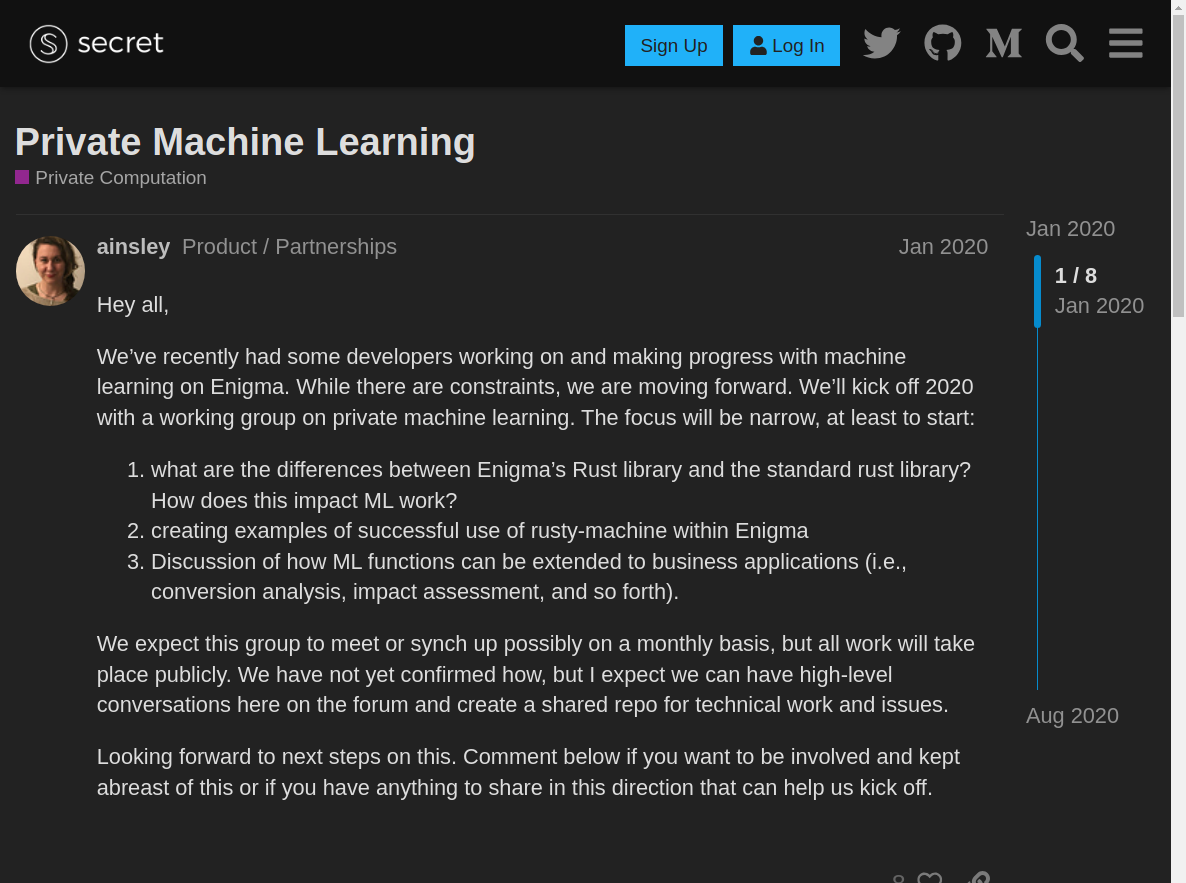 secret
Sign Up
Log In
Private Machine Learning
Private Computation
ainsley Product / Partnerships Jan 2020
Hey all,
We’ve recently had some developers working on and making progress with machine
learning on Enigma. While there are constraints, we are moving forward. We’ll kick off 2020
with a working group on private machine learning. The focus will be narrow, at least to start:
1. what are the differences between Enigma’s Rust library and the standard rust library?
How does this impact ML work?
2. creating examples of successful use of rusty-machine within Enigma
3. Discussion of how ML functions can be extended to business applications (i.e.,
conversion analysis, impact assessment, and so forth).
We expect this group to meet or synch up possibly on a monthly basis, but all work will take
place publicly. We have not yet confirmed how, but I expect we can have high-level
conversations here on the forum and create a shared repo for technical work and issues.
Looking forward to next steps on this. Comment below if you want to be involved and kept
abreast of this or if you have anything to share in this direction that can help us kick off.
Jan 2020
1 / 8
Jan 2020
Aug 2020